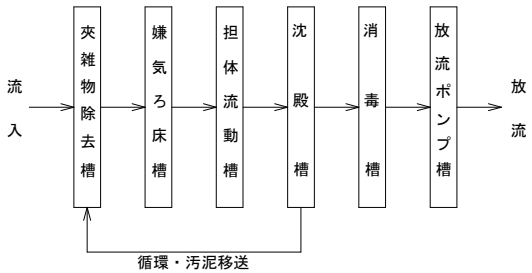 流入
夾雑物除去槽
嫌気ろ床槽
担体流動槽
沈殿槽
消毒槽
放流ポンプ槽
放流
循環・汚泥移送